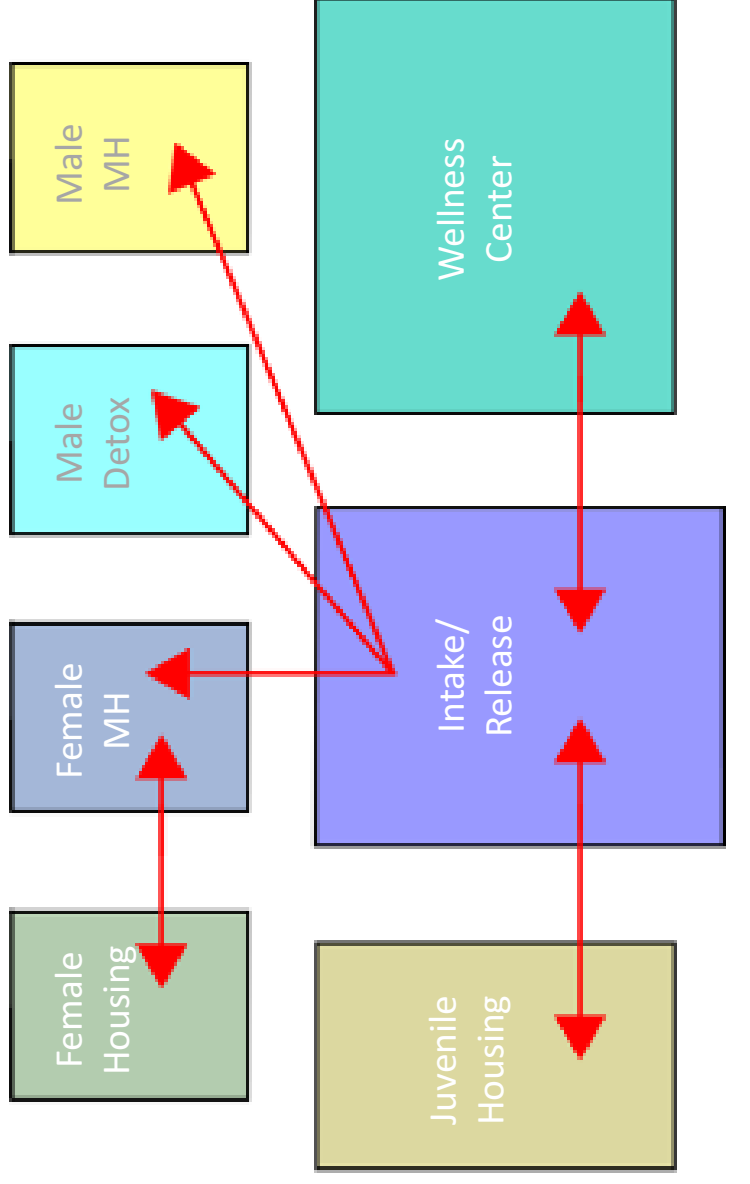 Female
Housing
Female
MH
Male
Detox
Male
MH
Juvenile
Housing
Intake/
Release
Wellness
Center